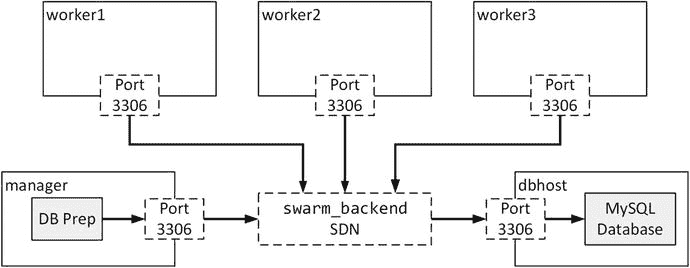 worker1
worker2
worker3
Port
3306
Port
3306
Port
3306
manager
dbhost
DB Prep
Port
3306
swarm_backend
SDN
Port
3306
MySQL
Database